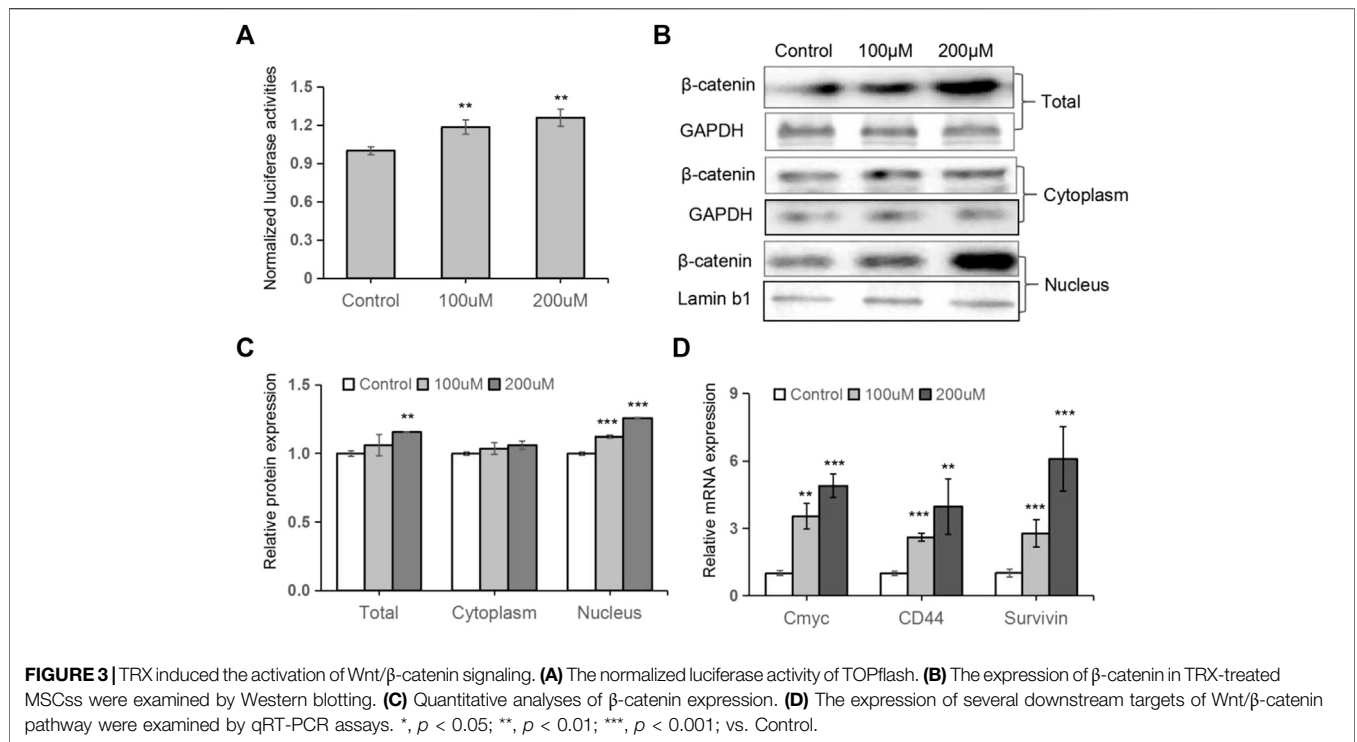 A
Normalized luciferase activities
1.5
1.2
0.9
0.6
0.3
0
**
**
Control 100uM 200uM
B
Control 100μM 200μM
β-catenin
GAPDH
Total
β-catenin
GAPDH
Cytoplasm
β-catenin
Lamin b1
Nucleus
C
Relative protein expression
1.5
1.0
0.5
0.0
Control 100uM 200uM
**
***
***
Total Cytoplasm Nucleus
D
Relative mRNA expression
9
6
3
0
Control 100uM 200uM
**
***
***
**
***
***
Cmyc CD44 Survivin
FIGURE 3 | TRX induced the activation of Wnt/β-catenin signaling. (A) The normalized luciferase activity of TOPflash. (B) The expression of β-catenin in TRX-treated
MSCss were examined by Western blotting. (C) Quantitative analyses of β-catenin expression. (D) The expression of several downstream targets of Wnt/β-catenin
pathway were examined by qRT-PCR assays. *, p < 0.05; **, p < 0.01; ***, p < 0.001; vs. Control.